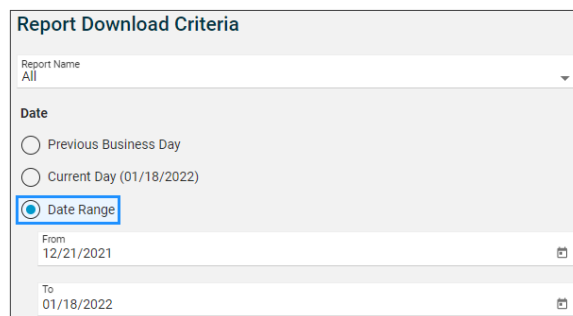 Report Download Criteria
Report Name
All
Date
Previous Business Day
Current Day (01/18/2022)
Date Range
From
12/21/2021
To
01/18/2022